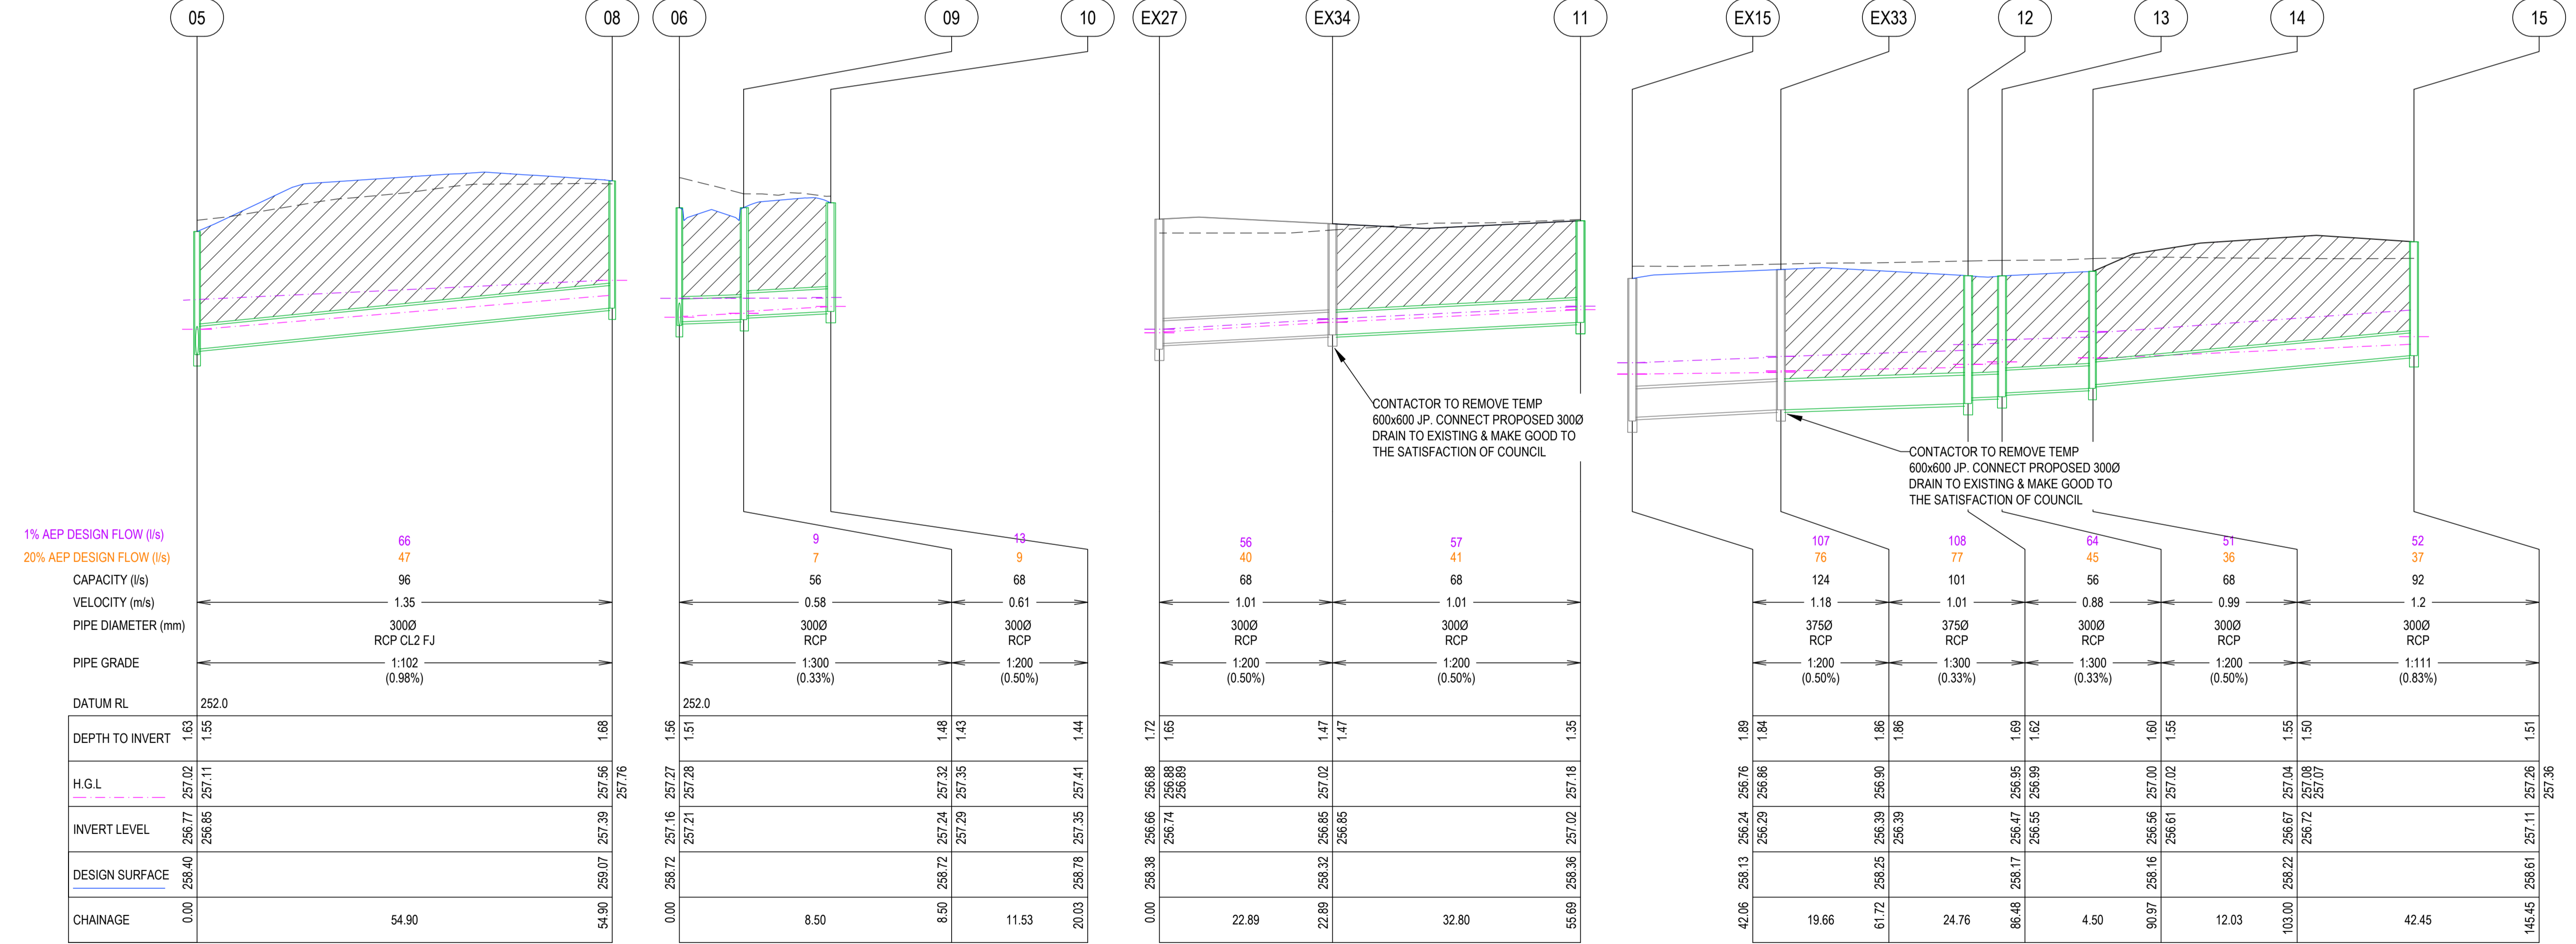 05 08 06 09 10 EX27 EX34 11 EX15 EX33 12 13 14 15
CONTACTOR TO REMOVE TEMP
600x600 JP. CONNECT PROPOSED 300Ø
DRAIN TO EXISTING & MAKE GOOD TO
THE SATISFACTION OF COUNCIL
CONTACTOR TO REMOVE TEMP
600x600 JP. CONNECT PROPOSED 300Ø
DRAIN TO EXISTING & MAKE GOOD TO
THE SATISFACTION OF COUNCIL
1% AEP DESIGN FLOW (l/s) 66 9 13 56 57 107 108 64 51 52
20% AEP DESIGN FLOW (l/s) 47 7 9 40 41 76 77 45 36 37
CAPACITY (l/s) 96 56 68 68 68 124 101 56 68 92
VELOCITY (m/s) 1.35 0.58 0.61 1.01 1.01 1.18 1.01 0.88 0.99 1.2
PIPE DIAMETER (mm) 300Ø 300Ø 300Ø 300Ø 300Ø 375Ø 375Ø 300Ø 300Ø 300Ø
RCP CL2 FJ RCP RCP RCP RCP RCP RCP RCP RCP RCP
PIPE GRADE 1:102 1:300 1:200 1:200 1:200 1:200 1:300 1:300 1:200 1:111
(0.98%) (0.33%) (0.50%) (0.50%) (0.50%) (0.50%) (0.33%) (0.33%) (0.50%) (0.83%)
DATUM RL 252.0 252.0
DEPTH TO INVERT 1.63 1.55 1.68 1.56 1.51 1.48 1.43 1.44 1.72 1.65 1.47 1.47 1.35 1.89 1.84 1.86 1.86 1.69 1.62 1.60 1.55 1.55 1.50 1.51
H.G.L 257.02 257.11 257.56 257.76 257.27 257.28 257.32 257.35 257.41 256.88 256.88 256.89 257.02 257.18 256.76 256.86 256.90 256.95 256.99 257.00 257.02 257.04 257.08 257.07 257.26 257.36
INVERT LEVEL 256.77 256.85 257.39 257.16 257.21 257.24 257.29 257.35 256.66 256.74 256.85 256.85 257.02 256.24 256.29 256.39 256.39 256.47 256.55 256.56 256.61 256.67 256.72 257.11
DESIGN SURFACE 258.40 259.07 258.72 258.72 258.78 258.38 258.32 258.36 258.13 258.25 258.17 258.16 258.22 258.61
CHAINAGE 0.00 54.90 54.90 0.00 8.50 8.50 11.53 20.03 0.00 22.89 22.89 32.80 55.69 42.06 19.66 61.72 24.76 86.48 4.50 90.97 12.03 103.00 42.45 145.45